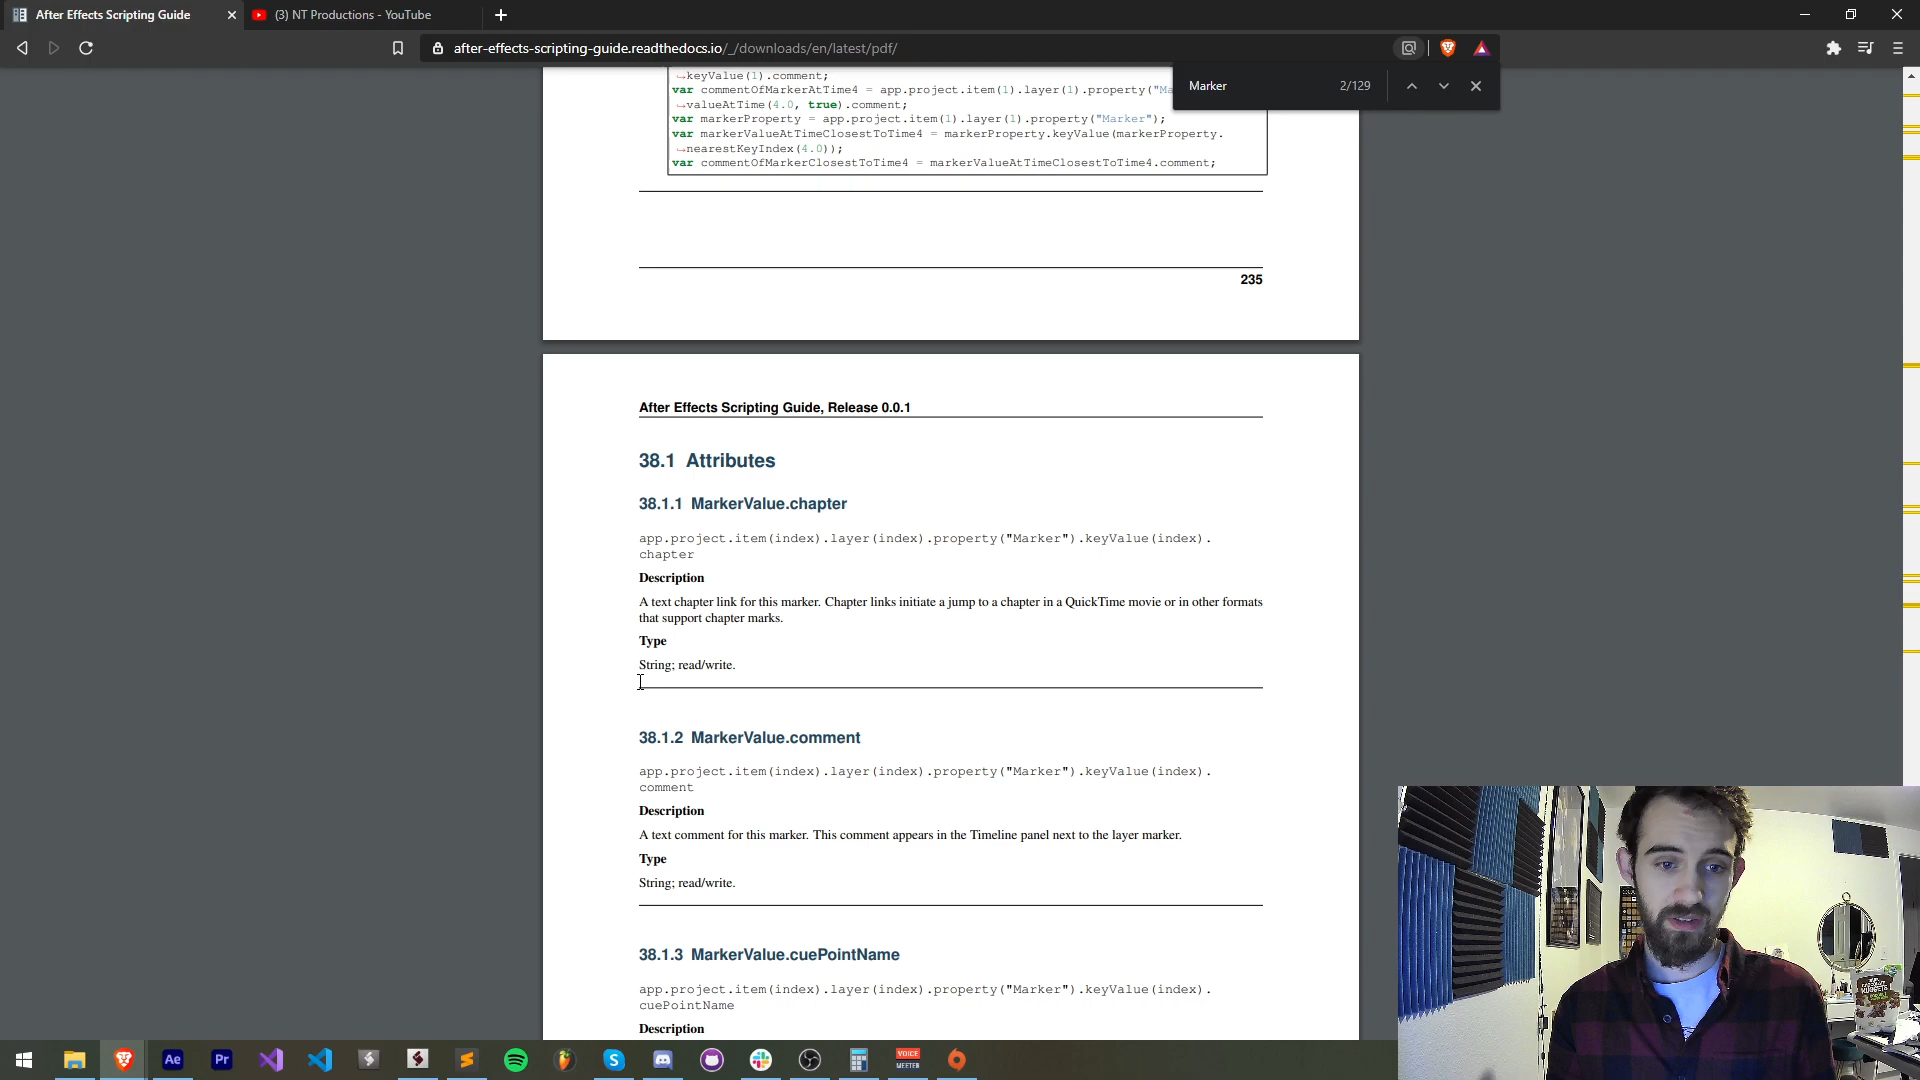 After Effects Scripting Guide
(3) NT Productions - YouTube
after-effects-scripting-guide.readthedocs.io/_/downloads/en/latest/pdf/
Marker
2/129
→keyValue(1).comment;
var commentOfMarkerAtTime4 = app.project.item(1).layer(1).property("Ma
→valueAtTime(4.0, true).comment;
var markerProperty = app.project.item(1).layer(1).property("Marker");
var markerValueAtTimeClosestToTime4 = markerProperty.keyValue(markerProperty.
→nearestKeyIndex(4.0));
var commentOfMarkerClosestToTime4 = markerValueAtTimeClosestToTime4.comment;
235
After Effects Scripting Guide, Release 0.0.1
38.1 Attributes
38.1.1 MarkerValue.chapter
app.project.item(index).layer(index).property("Marker").keyValue(index).
chapter
Description
A text chapter link for this marker. Chapter links initiate a jump to a chapter in a QuickTime movie or in other formats
that support chapter marks.
Type
String; read/write.
38.1.2 MarkerValue.comment
app.project.item(index).layer(index).property("Marker").keyValue(index).
comment
Description
A text comment for this marker. This comment appears in the Timeline panel next to the layer marker.
Type
String; read/write.
38.1.3 MarkerValue.cuePointName
app.project.item(index).layer(index).property("Marker").keyValue(index).
cuePointName
Description
Ae
Pr
VOICE
MEETER